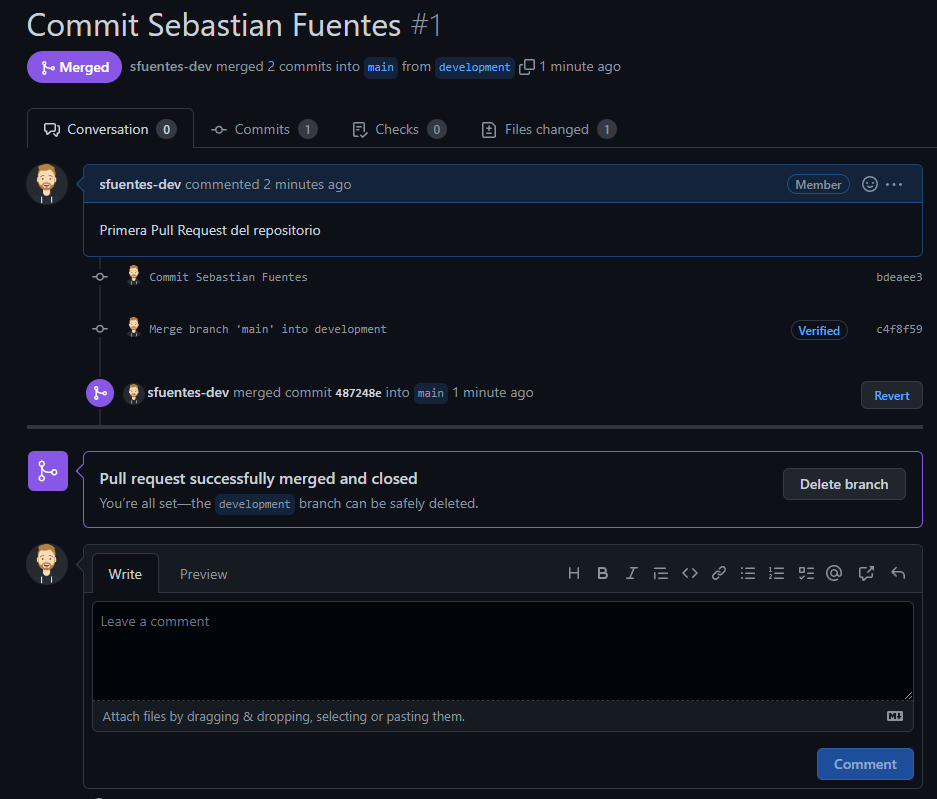 Commit Sebastian Fuentes #1
Merged sfuentes-dev merged 2 commits into main from development 1 minute ago
Conversation 0 Commits 1 Checks 0 Files changed 1
sfuentes-dev commented 2 minutes ago Member
Primera Pull Request del repositorio
Commit Sebastian Fuentes bdeaee3
Merge branch 'main' into development Verified c4f8f59
sfuentes-dev merged commit 487248e into main 1 minute ago Revert
Pull request successfully merged and closed
You're all set—the development branch can be safely deleted. Delete branch
Write Preview
Leave a comment
Attach files by dragging & dropping, selecting or pasting them.
Comment